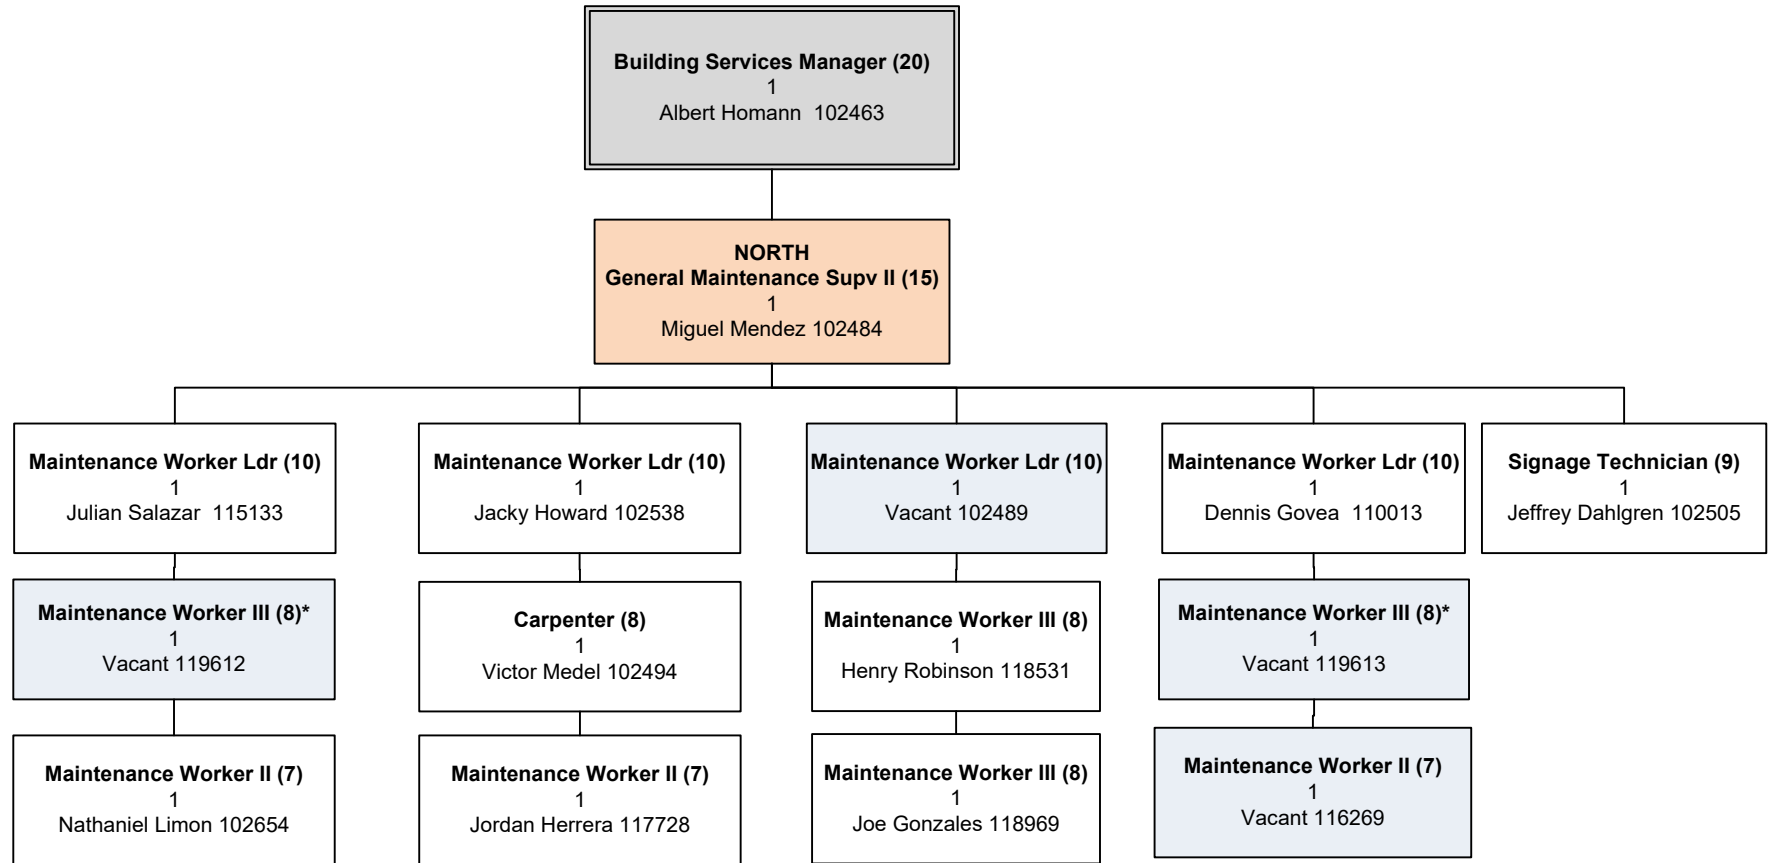 Building Services Manager (20)
1
Albert Homann  102463
NORTH
General Maintenance Supv II (15)
1
Miguel Mendez 102484
Maintenance Worker Ldr (10)
1
Julian Salazar  115133
Maintenance Worker Ldr (10)
1
Jacky Howard 102538
Maintenance Worker Ldr (10)
1
Vacant 102489
Maintenance Worker Ldr (10)
1
Dennis Govea  110013
Signage Technician (9)
1
Jeffrey Dahlgren 102505
Maintenance Worker III (8)*
1
Vacant 119612
Carpenter (8)
1
Victor Medel 102494
Maintenance Worker III (8)
1
Henry Robinson 118531
Maintenance Worker III (8)*
1
Vacant 119613
Maintenance Worker II (7)
1
Nathaniel Limon 102654
Maintenance Worker II (7)
1
Jordan Herrera 117728
Maintenance Worker III (8)
1
Joe Gonzales 118969
Maintenance Worker II (7)
1
Vacant 116269